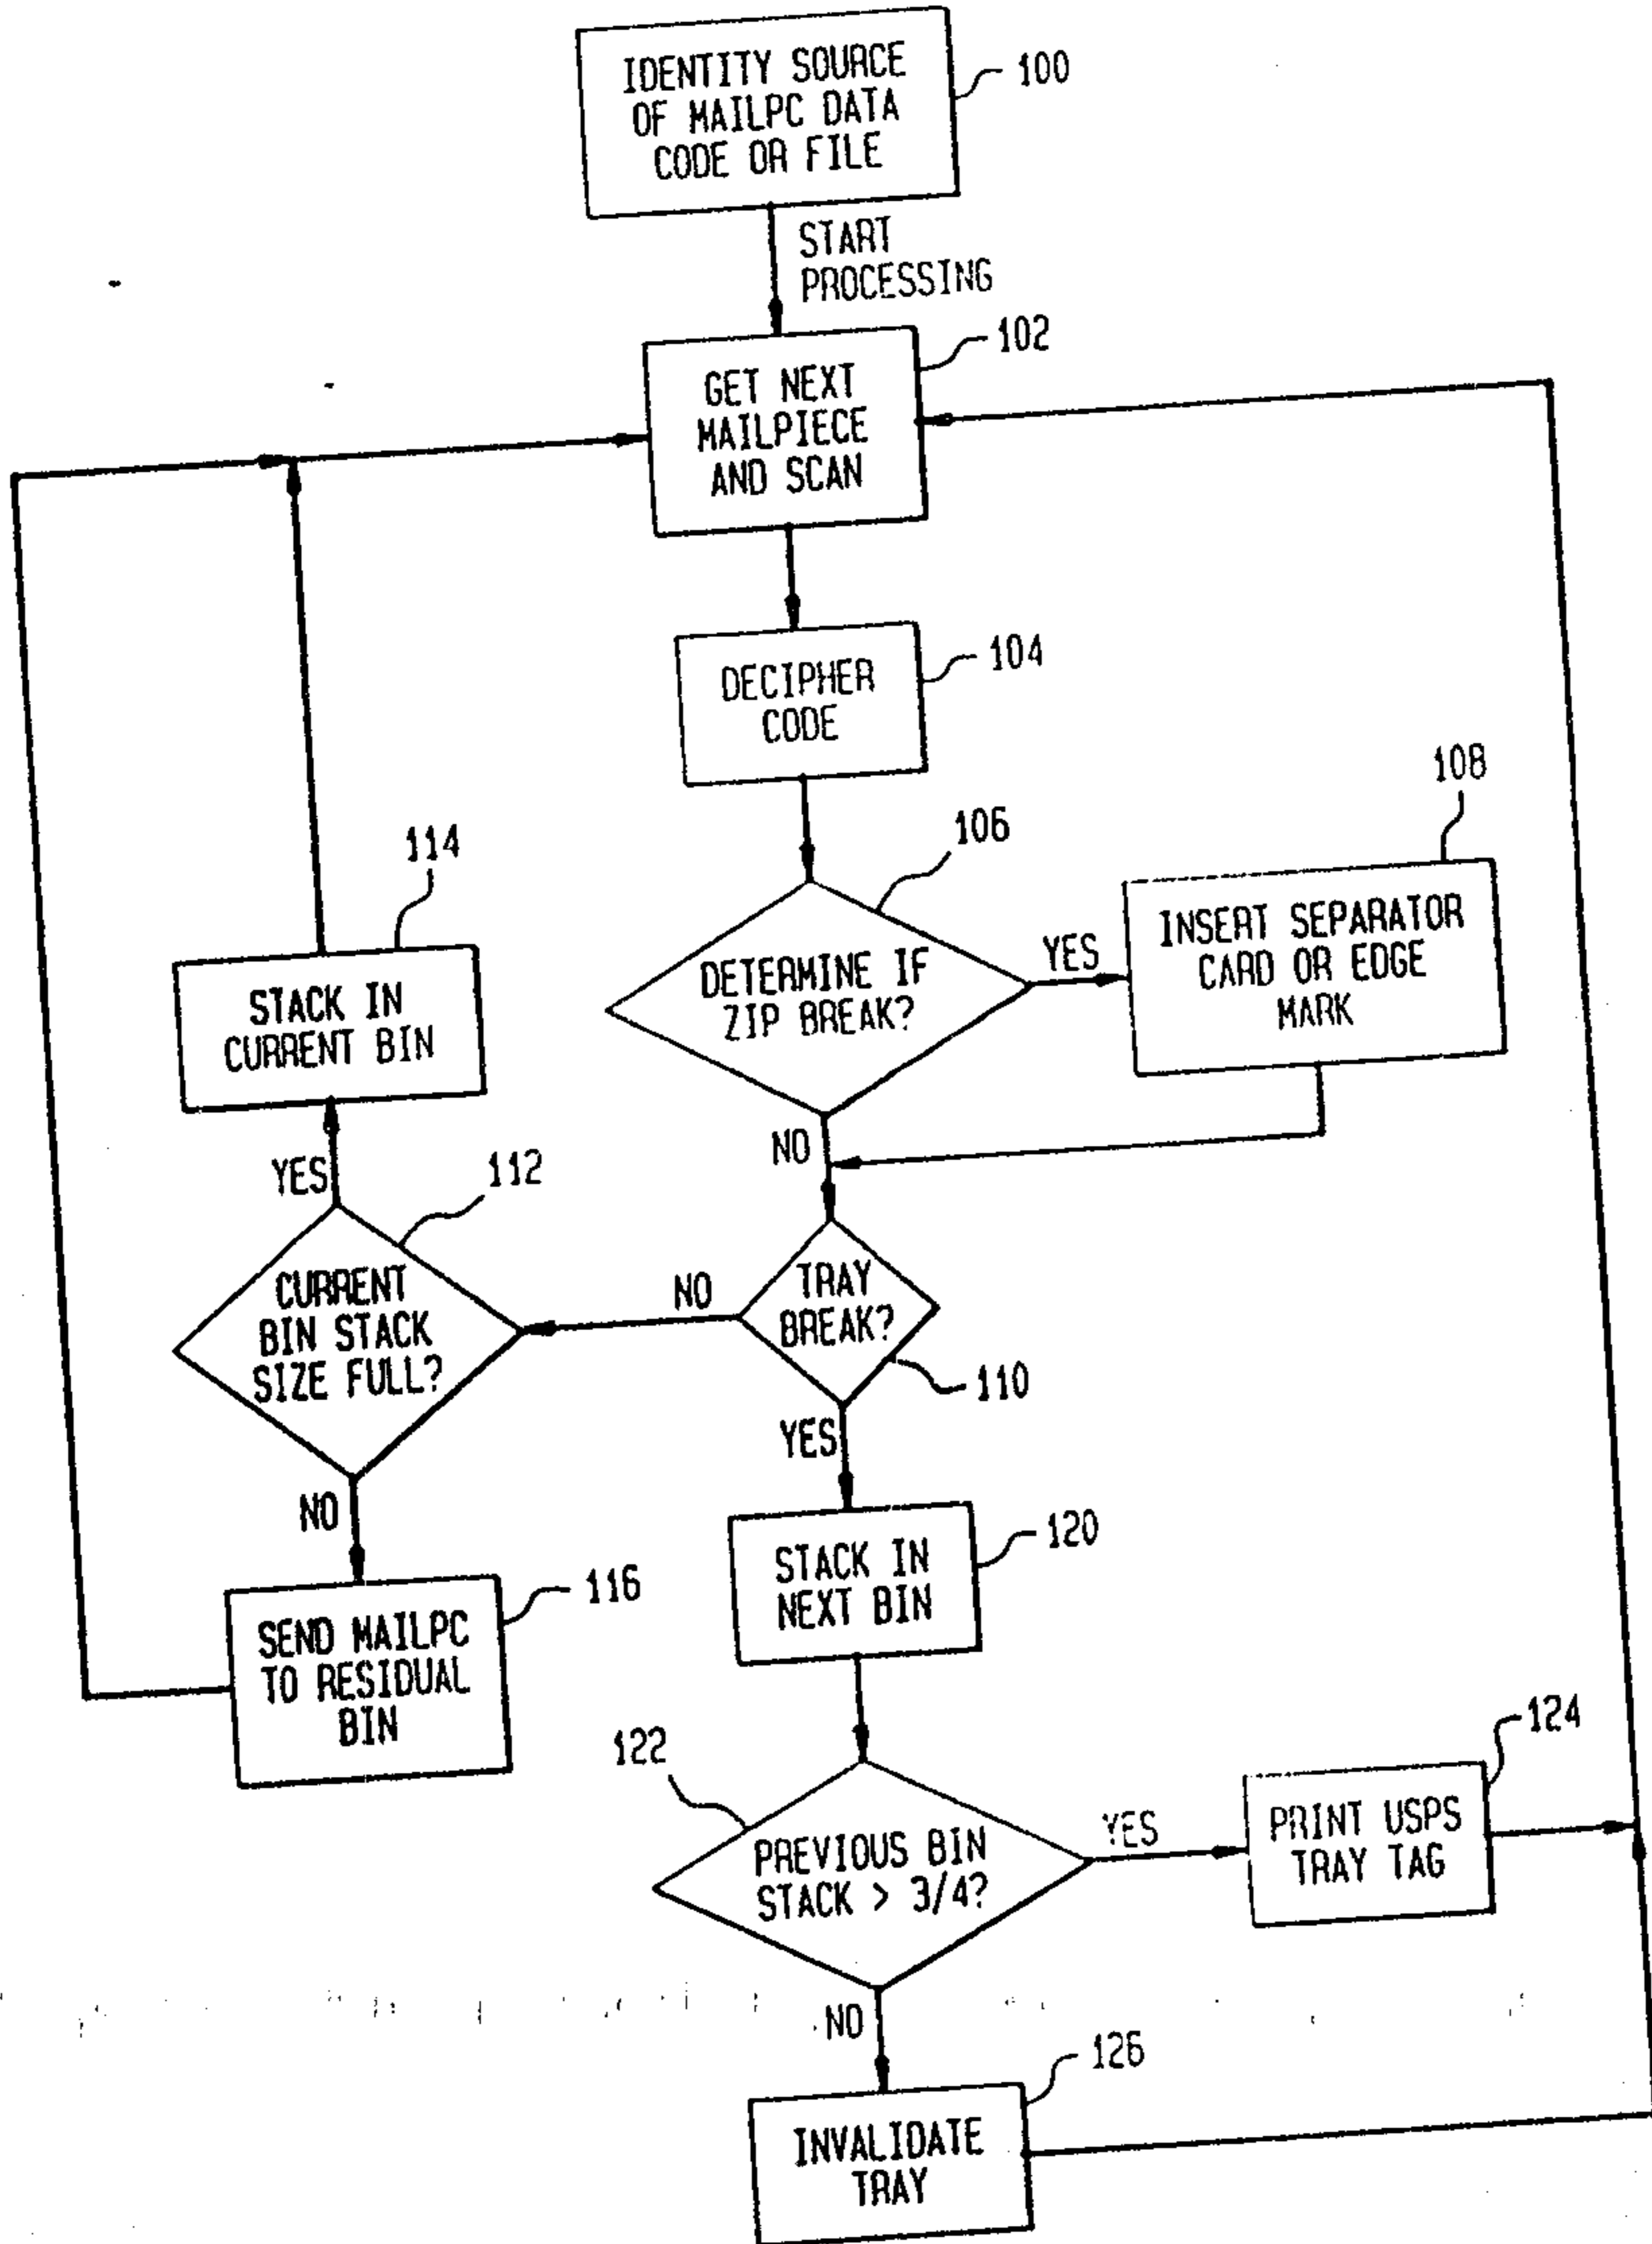 IDENTITY SOURCE
OF MAILPC DATA
CODE OR FILE
100
START
PROCESSING
102
GET NEXT
MAILPIECE
AND SCAN
104
DECIPHER
CODE
106
108
DETERMINE IF
ZIP BREAK?
YES
INSERT SEPARATOR
CARD OR EDGE
MARK
NO
114
STACK IN
CURRENT BIN
YES
112
CURRENT
BIN STACK
SIZE FULL?
NO
TRAY
BREAK?
110
YES
NO
116
SEND MAILPC
TO RESIDUAL
BIN
120
STACK IN
NEXT BIN
122
PREVIOUS BIN
STACK > 3/4?
YES
124
PRINT USPS
TRAY TAG
NO
126
INVALIDATE
TRAY